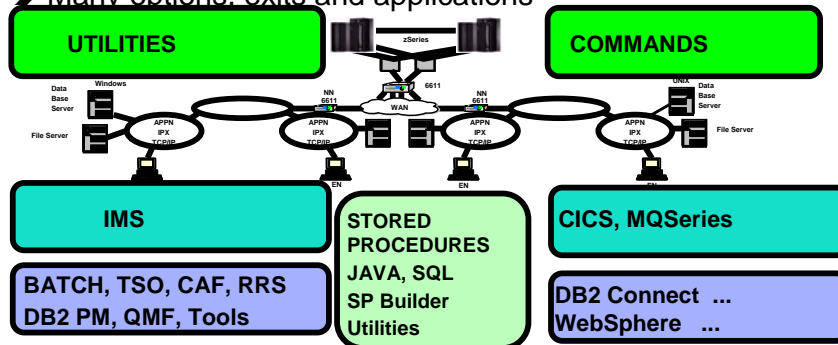 Many options, exits and applications
UTILITIES
zSeries
COMMANDS
Windows
Data
Base
Server
File Server
NN
6611
6611
WAN
NN
6611
UNIX
Data
Base
Server
File Server
APPN
IPX
TCP/IP
APPN
IPX
TCP/IP
APPN
IPX
TCP/IP
APPN
IPX
TCP/IP
EN
EN
IMS
STORED
PROCEDURES
JAVA, SQL
SP Builder
Utilities
CICS, MQSeries
BATCH, TSO, CAF, RRS
DB2 PM, QMF, Tools
DB2 Connect ...
WebSphere ...